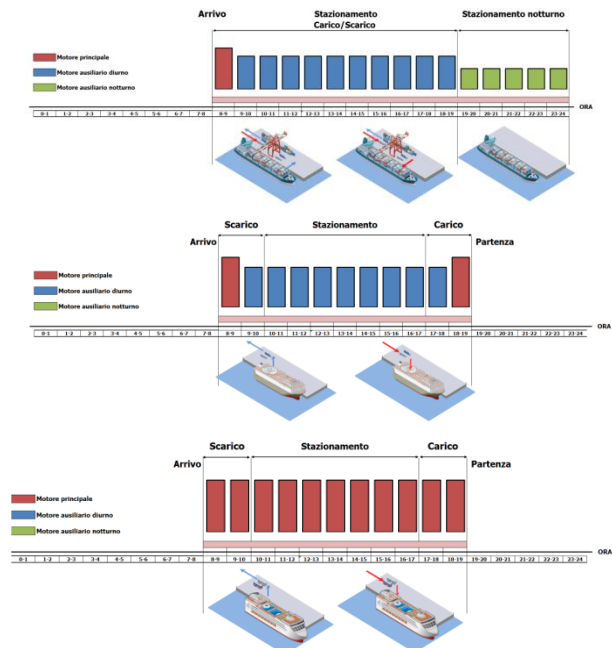 Arrivo Stazionamento Stazionamento notturno
Carico/Scarico
Motore principale
Motore ausiliario diurno
Motore ausiliario notturno
ORA
0-1 1-2 2-3 3-4 4-5 5-6 6-7 7-8 8-9 9-10 10-11 11-12 12-13 13-14 14-15 15-16 16-17 17-18 18-19 19-20 20-21 21-22 22-23 23-24
Scarico Stazionamento Carico
Arrivo Partenza
Motore principale
Motore ausiliario diurno
Motore ausiliario notturno
ORA
0-1 1-2 2-3 3-4 4-5 5-6 6-7 7-8 8-9 9-10 10-11 11-12 12-13 13-14 14-15 15-16 16-17 17-18 18-19 19-20 20-21 21-22 22-23 23-24
Scarico Stazionamento Carico
Arrivo Partenza
Motore principale
Motore ausiliario diurno
Motore ausiliario notturno
ORA
0-1 1-2 2-3 3-4 4-5 5-6 6-7 7-8 8-9 9-10 10-11 11-12 12-13 13-14 14-15 15-16 16-17 17-18 18-19 19-20 20-21 21-22 22-23 23-24